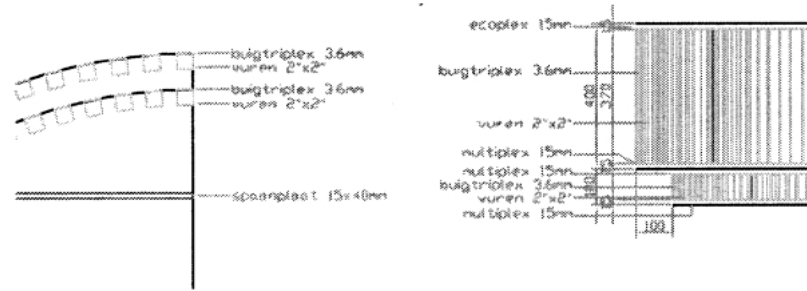 buigtriplex 3.6mm
vuren 2"x2"
buigtriplex 3.6mm
vuren 2"x2"
spaanplaat 15x40mm
ecoplex 15mm
buigtriplex 3.6mm
400
370
vuren 2"x2"
multiplex 15mm
multiplex 15mm
buigtriplex 3.6mm
vuren 2"x2"
multiplex 15mm
100